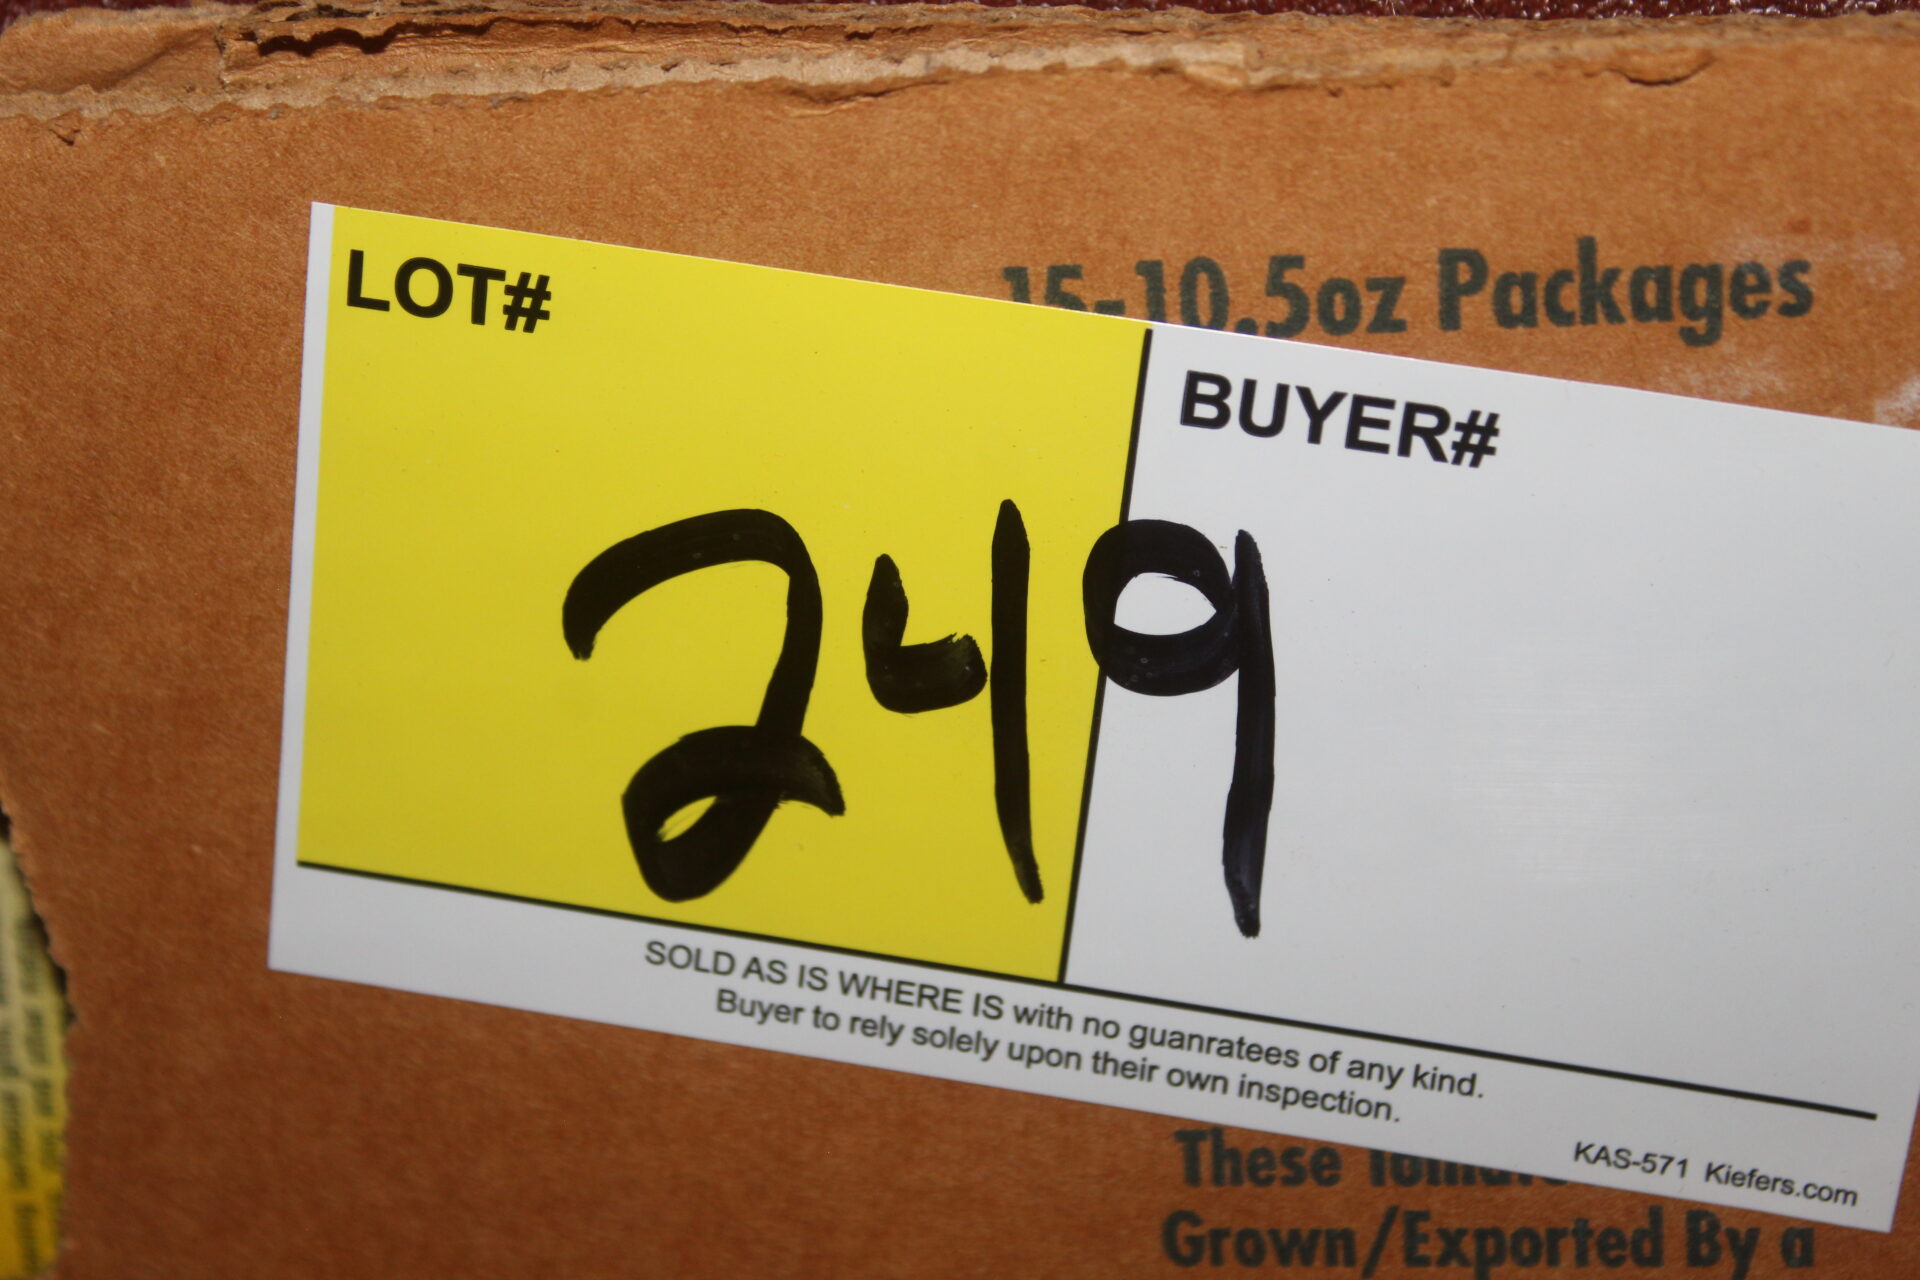 15-10.5oz Packages
LOT#
BUYER#
249
SOLD AS IS WHERE IS with no guanratees of any kind.
Buyer to rely solely upon their own inspection.
KAS-571 Kiefers.com
These
Grown/Exported By a